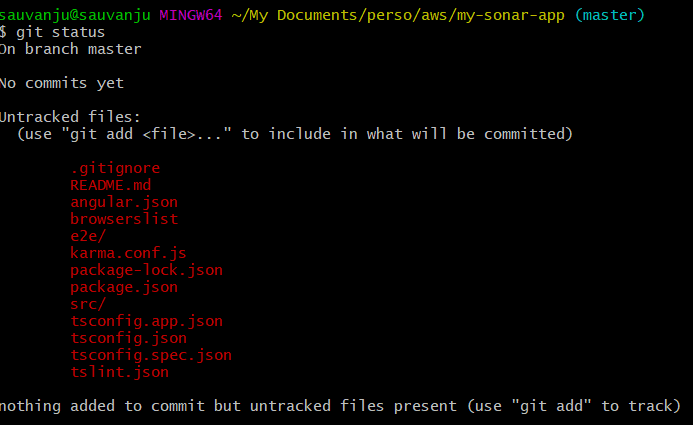 sauvanju@sauvanju MINGW64 ~/My Documents/perso/aws/my-sonar-app (master)
$ git status
On branch master
No commits yet
Untracked files:
(use "git add <file>..." to include in what will be committed)
.gitignore
README.md
angular.json
browserslist
e2e/
karma.conf.js
package-lock.json
package.json
src/
tsconfig.app.json
tsconfig.json
tsconfig.spec.json
tslint.json
nothing added to commit but untracked files present (use "git add" to track)